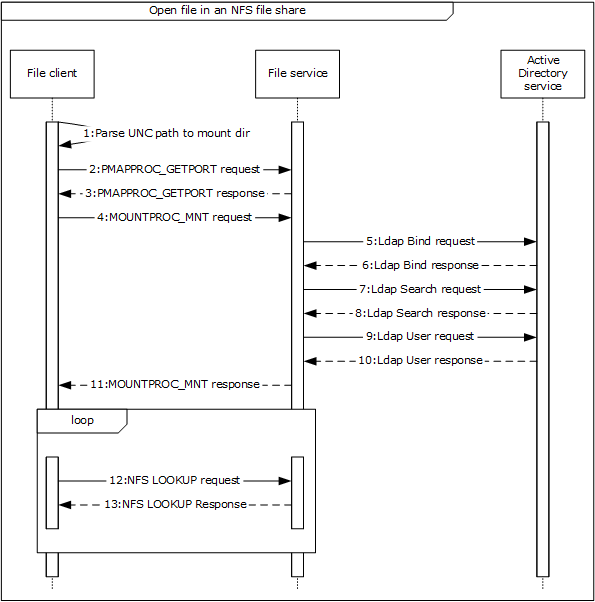 Open file in an NFS file share
File client
File service
Active
Directory
service
1:Parse UNC path to mount dir
2:PMAPPROC_GETPORT request
3:PMAPPROC_GETPORT response
4:MOUNTPROC_MNT request
5:Ldap Bind request
6:Ldap Bind response
7:Ldap Search request
8:Ldap Search response
9:Ldap User request
10:Ldap User response
11:MOUNTPROC_MNT response
loop
12:NFS LOOKUP request
13:NFS LOOKUP Response